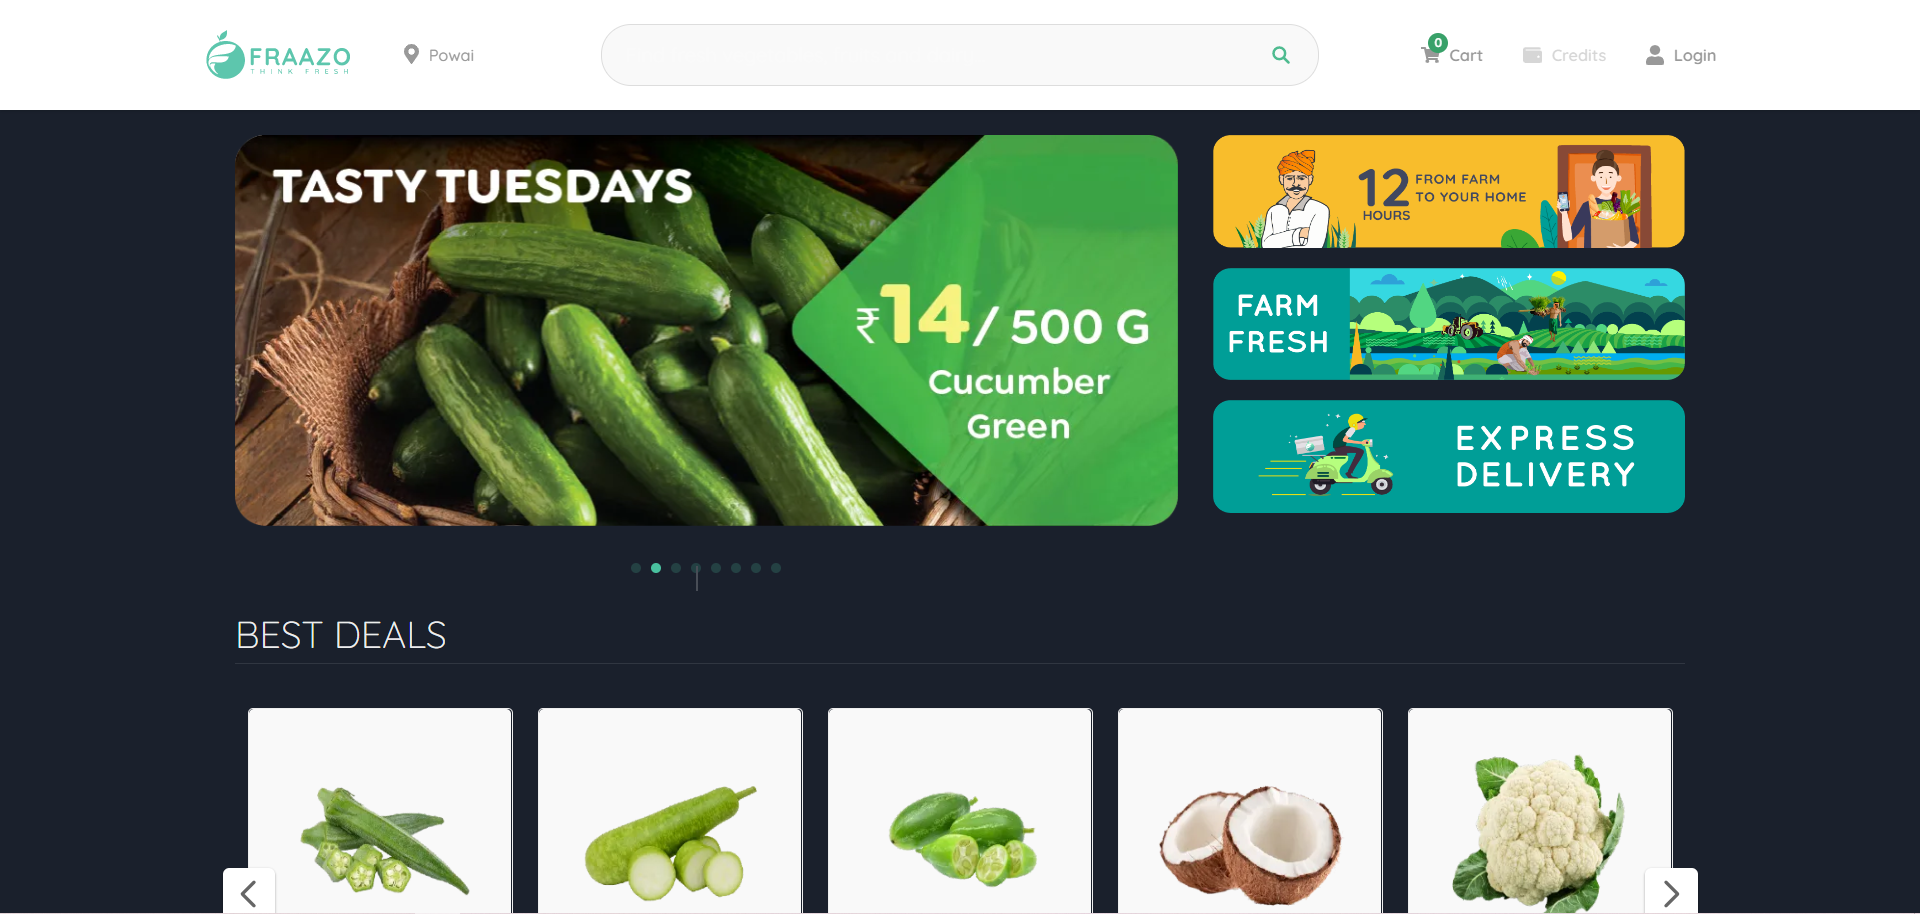 FRAAZO
THINK FRESH
Powai
0
Cart
Credits
Login
TASTY TUESDAYS
₹14/ 500 G
Cucumber
Green
12
HOURS
FROM FARM
TO YOUR HOME
FARM
FRESH
EXPRESS
DELIVERY
BEST DEALS